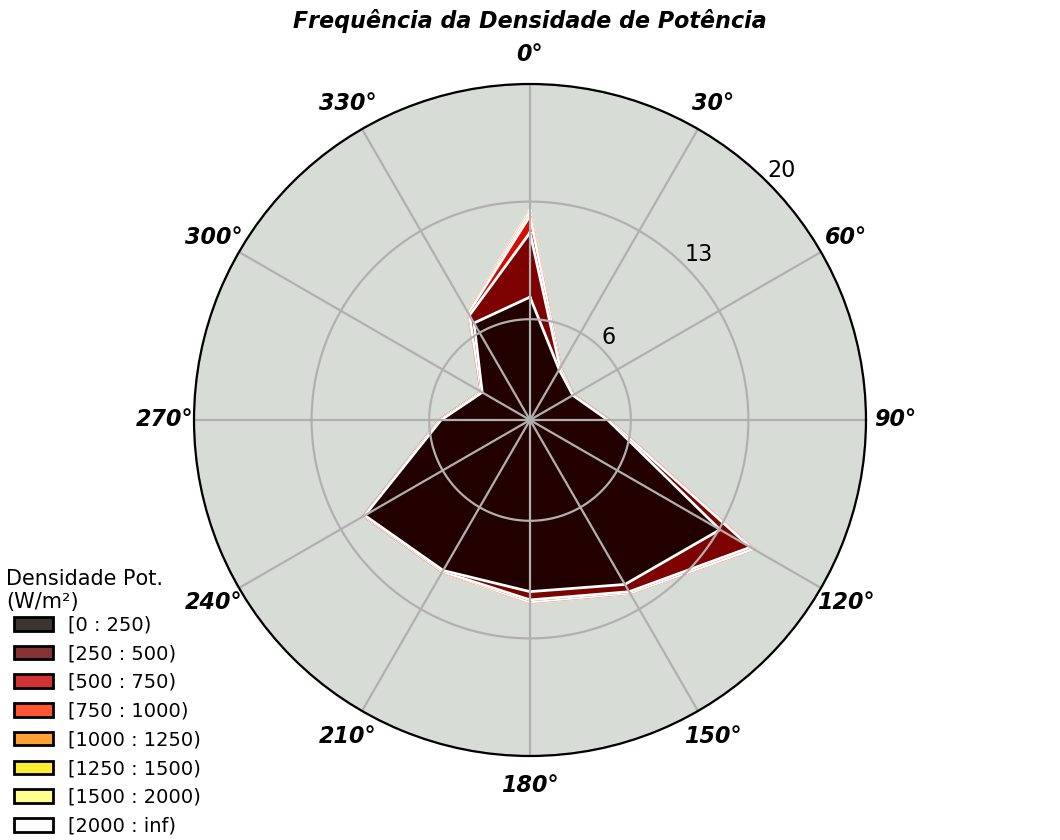 Frequência da Densidade de Potência
0°
330°
30°
20
300°
60°
13
6
270°
90°
240°
120°
210°
150°
180°
Densidade Pot.
(W/m²)
[0 : 250)
[250 : 500)
[500 : 750)
[750 : 1000)
[1000 : 1250)
[1250 : 1500)
[1500 : 2000)
[2000 : inf)